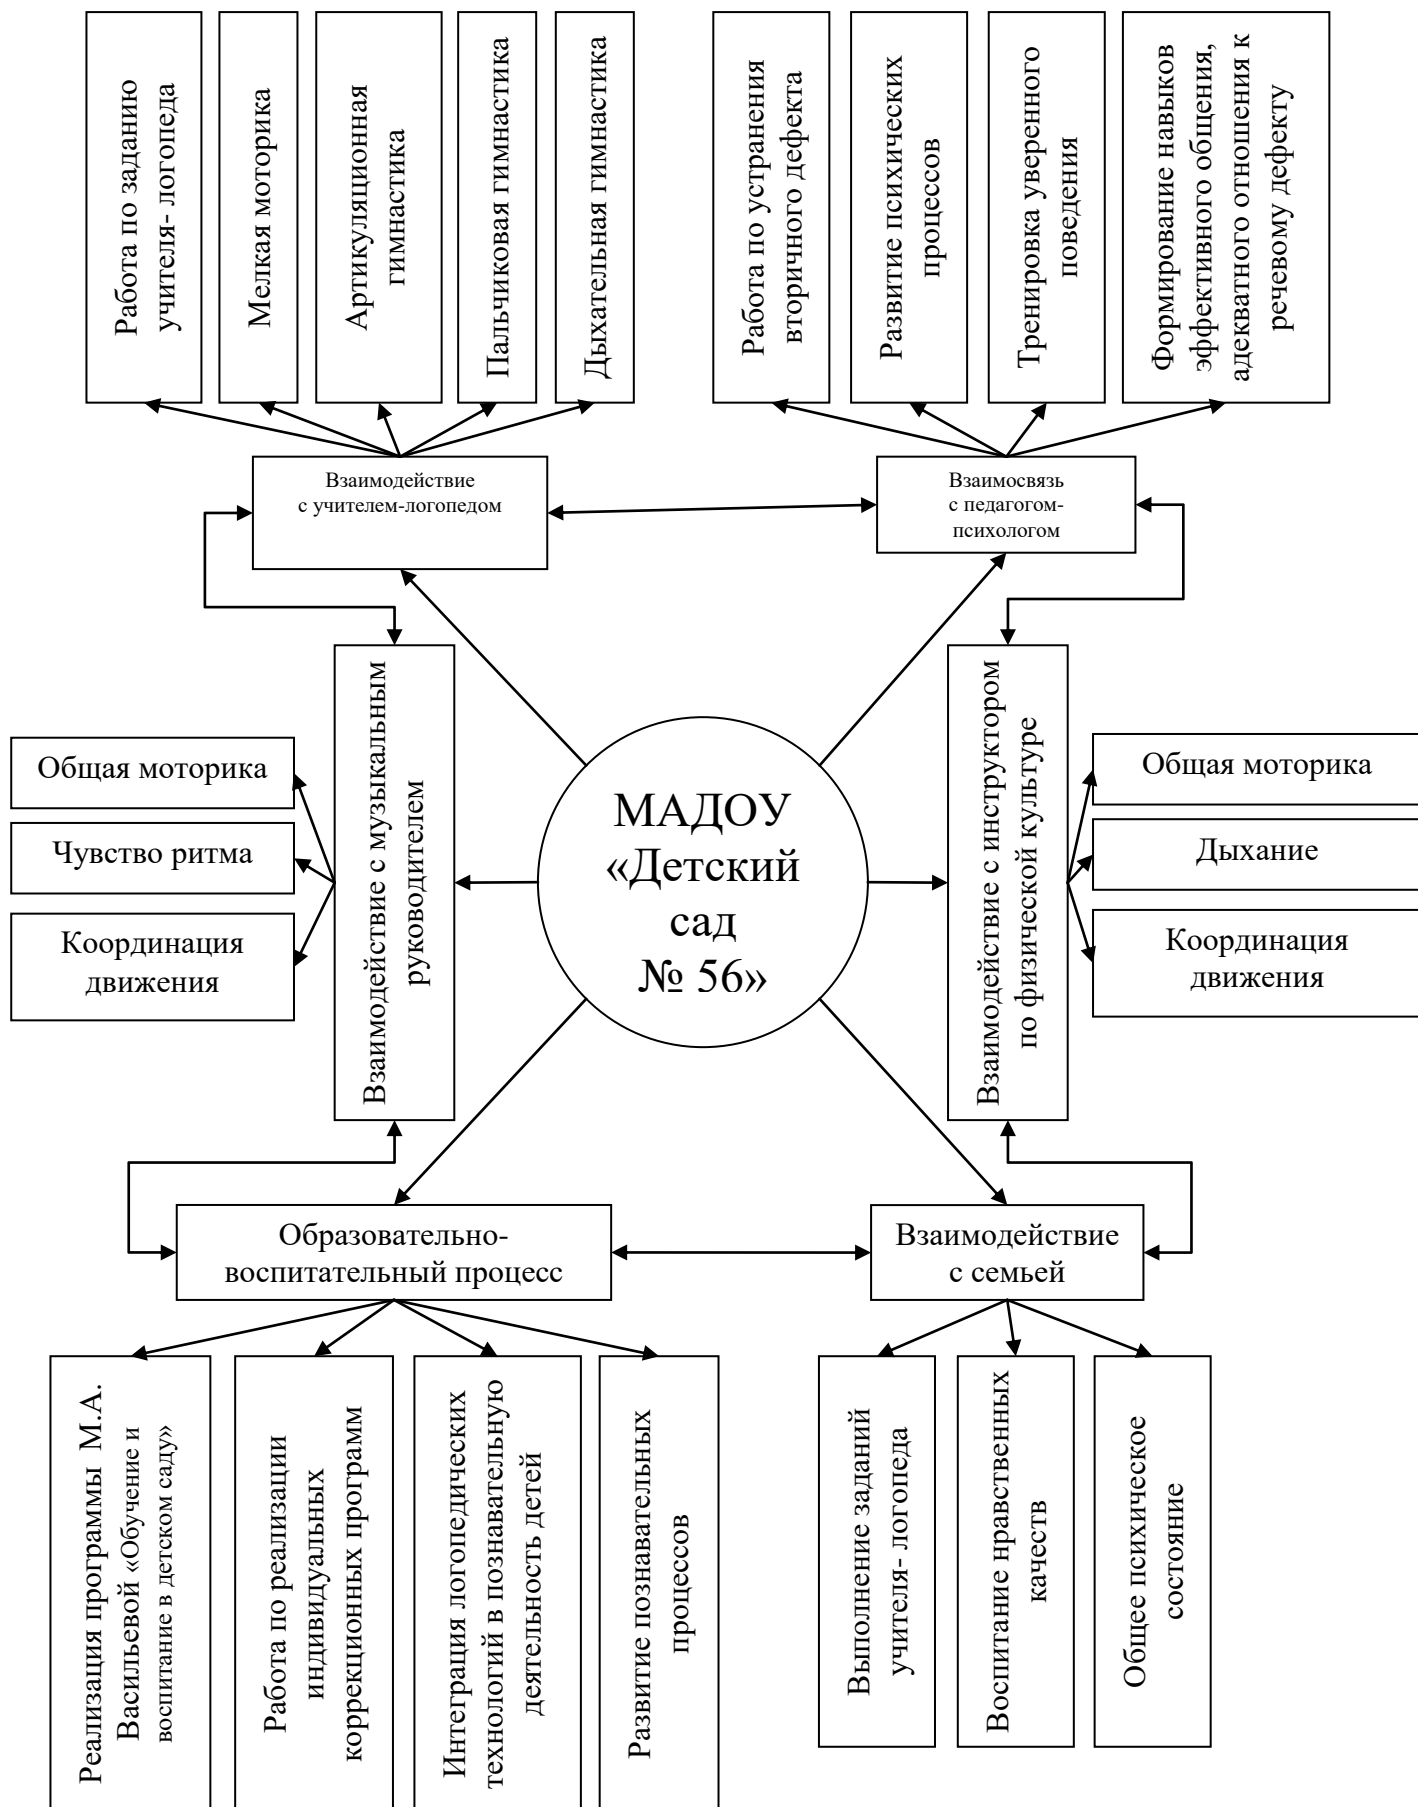 Работа по заданию
учителя- логопеда
Мелкая моторика
Артикуляционная
гимнастика
Пальчиковая гимнастика
Дыхательная гимнастика
Работа по устранения
вторичного дефекта
Развитие психических
процессов
Тренировка уверенного
поведения
Формирование навыков
эффективного общения,
адекватного отношения к
речевому дефекту
Взаимодействие
с учителем-логопедом
Взаимосвязь
с педагогом-
психологом
Взаимодействие с музыкальным
руководителем
Взаимодействие с инструктором
по физической культуре
Общая моторика
Чувство ритма
Координация
движения
МАДОУ
«Детский
сад
№ 56»
Общая моторика
Дыхание
Координация
движения
Образовательно-
воспитательный процесс
Взаимодействие
с семьей
Реализация программы М.А.
Васильевой «Обучение и
воспитание в детском саду»
Работа по реализации
индивидуальных
коррекционных программ
Интеграция логопедических
технологий в познавательную
деятельность детей
Развитие познавательных
процессов
Выполнение заданий
учителя- логопеда
Воспитание нравственных
качеств
Общее психическое
состояние